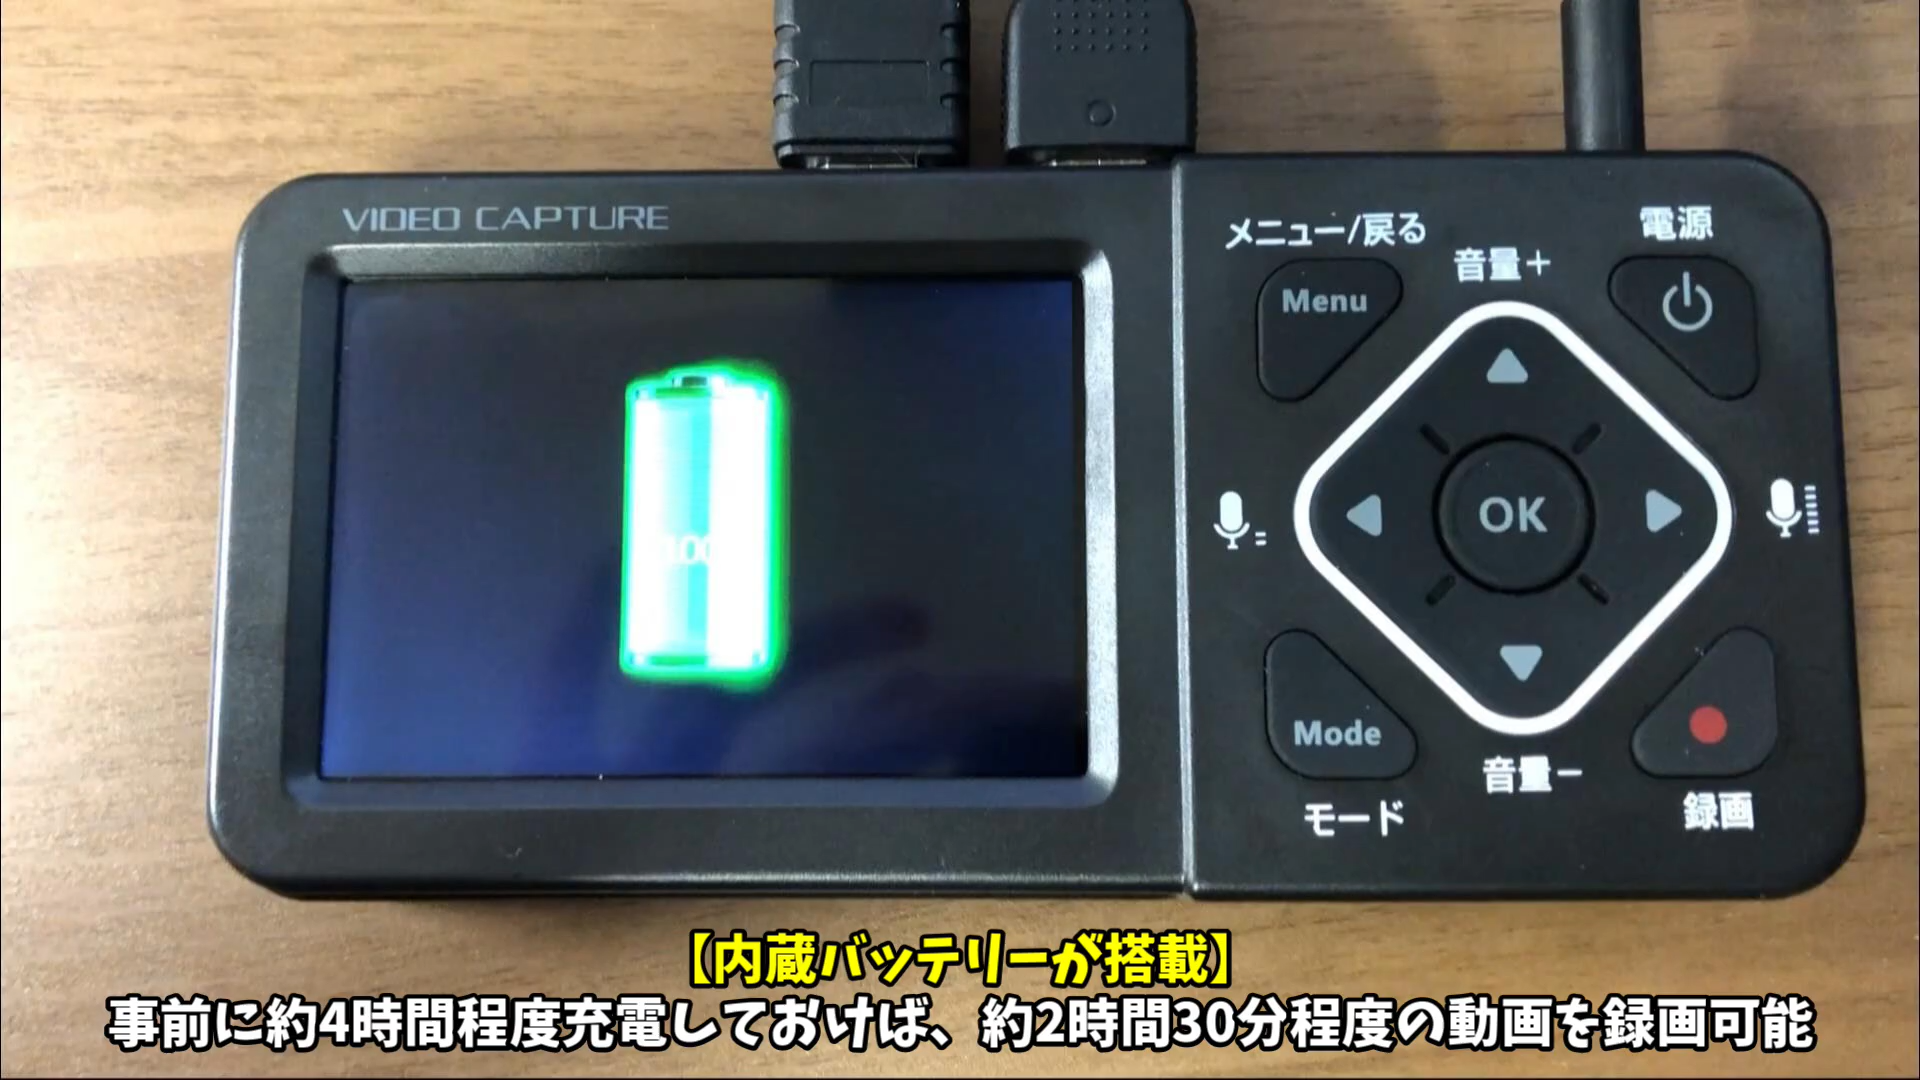 VIDEO CAPTURE
メニュー/戻る
音量+
電源
Menu
OK
100
Mode
音量-
モード
録画
【内蔵バッテリーが搭載】
事前に約4時間程度充電しておけば、約2時間30分程度の動画を録画可能